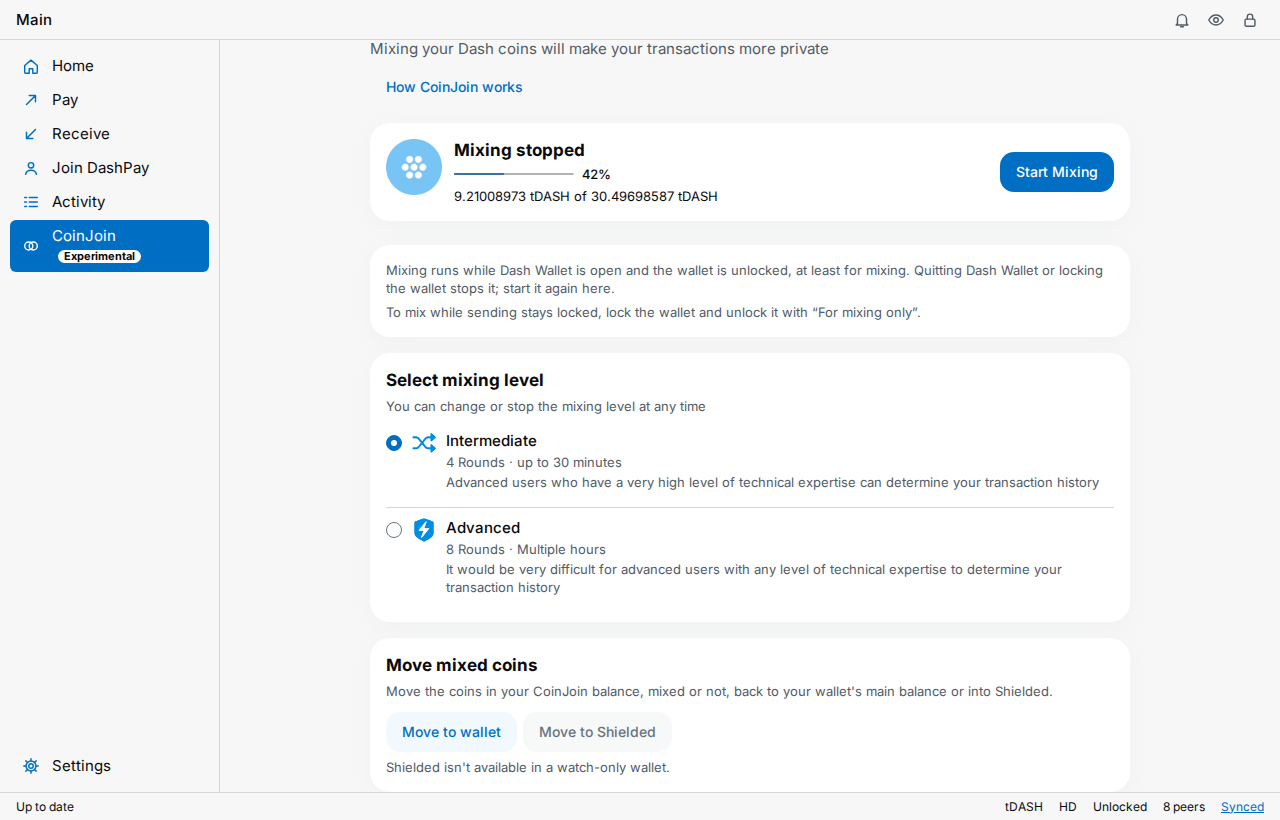 Main
Home
Pay
Receive
Join DashPay
Activity
CoinJoin
Experimental
Settings
Mixing your Dash coins will make your transactions more private
How CoinJoin works
Mixing stopped
42%
9.21008973 tDASH of 30.49698587 tDASH
Start Mixing
Mixing runs while Dash Wallet is open and the wallet is unlocked, at least for mixing. Quitting Dash Wallet or locking
the wallet stops it; start it again here.
To mix while sending stays locked, lock the wallet and unlock it with “For mixing only”.
Select mixing level
You can change or stop the mixing level at any time
Intermediate
4 Rounds · up to 30 minutes
Advanced users who have a very high level of technical expertise can determine your transaction history
Advanced
8 Rounds · Multiple hours
It would be very difficult for advanced users with any level of technical expertise to determine your
transaction history
Move mixed coins
Move the coins in your CoinJoin balance, mixed or not, back to your wallet's main balance or into Shielded.
Move to wallet
Move to Shielded
Shielded isn't available in a watch-only wallet.
Up to date
tDASH
HD
Unlocked
8 peers
Synced